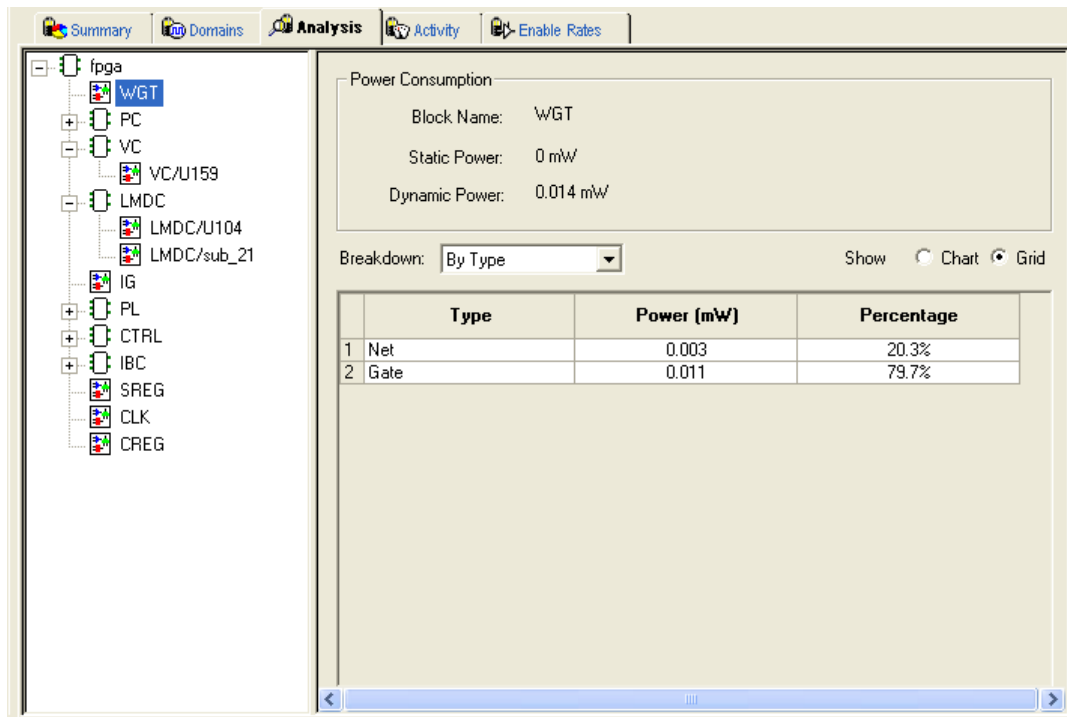 Summary Domains Analysis Activity Enable Rates
fpga
WGT
PC
VC
VC/U159
LMDC
LMDC/U104
LMDC/sub_21
IG
PL
CTRL
IBC
SREG
CLK
CREG
Power Consumption
Block Name: WGT
Static Power: 0 mW
Dynamic Power: 0.014 mW
Breakdown: By Type Show Chart Grid
Type Power (mW) Percentage
1 Net 0.003 20.3%
2 Gate 0.011 79.7%